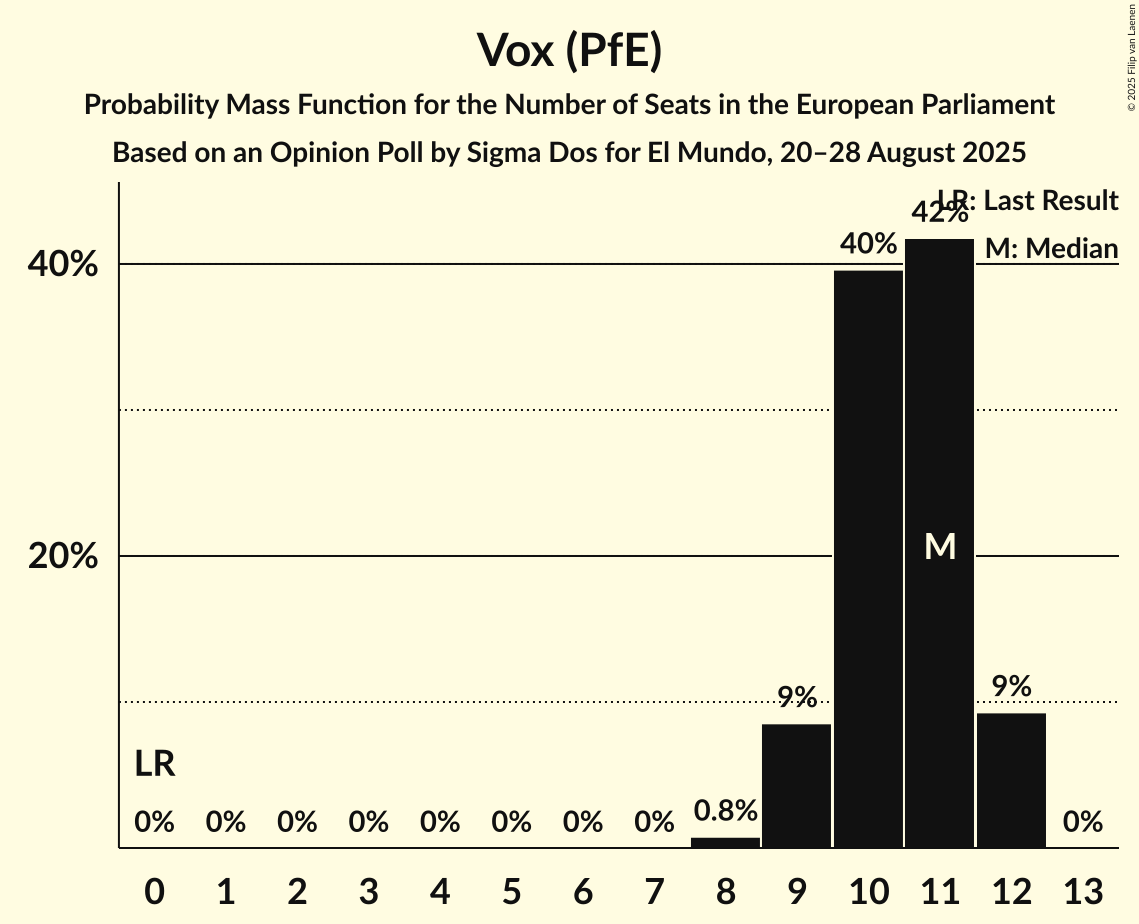 Vox (PfE)
Probability Mass Function for the Number of Seats in the European Parliament
Based on an Opinion Poll by Sigma Dos for El Mundo, 20–28 August 2025
© 2025 Filip van Laenen
LR: Last Result
M: Median
40%
20%
42%
40%
M
9%
9%
LR
0% 0% 0% 0% 0% 0% 0% 0% 0.8% 0%
0 1 2 3 4 5 6 7 8 9 10 11 12 13